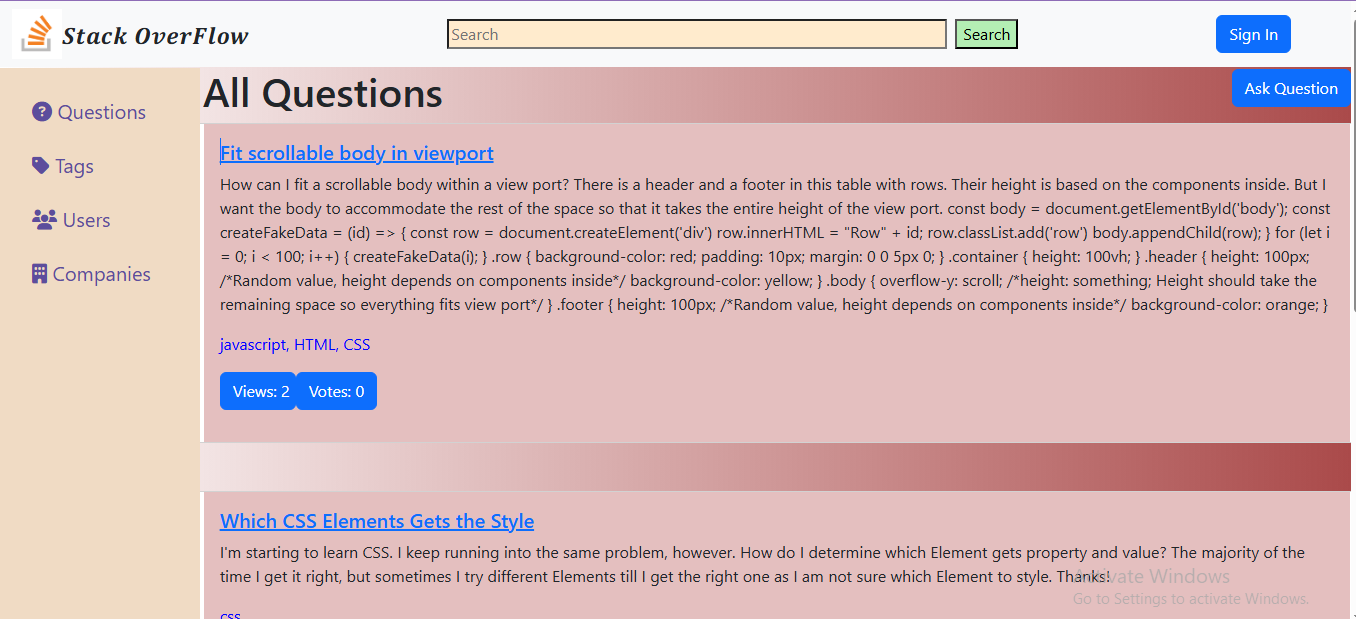 Stack OverFlow
Search
Search
Sign In
Questions
Tags
Users
Companies
All Questions
Ask Question
Fit scrollable body in viewport
How can I fit a scrollable body within a view port? There is a header and a footer in this table with rows. Their height is based on the components inside. But I
want the body to accommodate the rest of the space so that it takes the entire height of the view port. const body = document.getElementById('body'); const
createFakeData = (id) => { const row = document.createElement('div') row.innerHTML = "Row" + id; row.classList.add('row') body.appendChild(row); } for (let i
= 0; i < 100; i++) { createFakeData(i); } .row { background-color: red; padding: 10px; margin: 0 0 5px 0; } .container { height: 100vh; } .header { height: 100px;
/*Random value, height depends on components inside*/ background-color: yellow; } .body { overflow-y: scroll; /*height: something; Height should take the
remaining space so everything fits view port*/ } .footer { height: 100px; /*Random value, height depends on components inside*/ background-color: orange; }
javascript, HTML, CSS
Views: 2
Votes: 0
Which CSS Elements Gets the Style
I'm starting to learn CSS. I keep running into the same problem, however. How do I determine which Element gets property and value? The majority of the
time I get it right, but sometimes I try different Elements till I get the right one as I am not sure which Element to style. Thanks!
Activate Windows
Go to Settings to activate Windows.
css